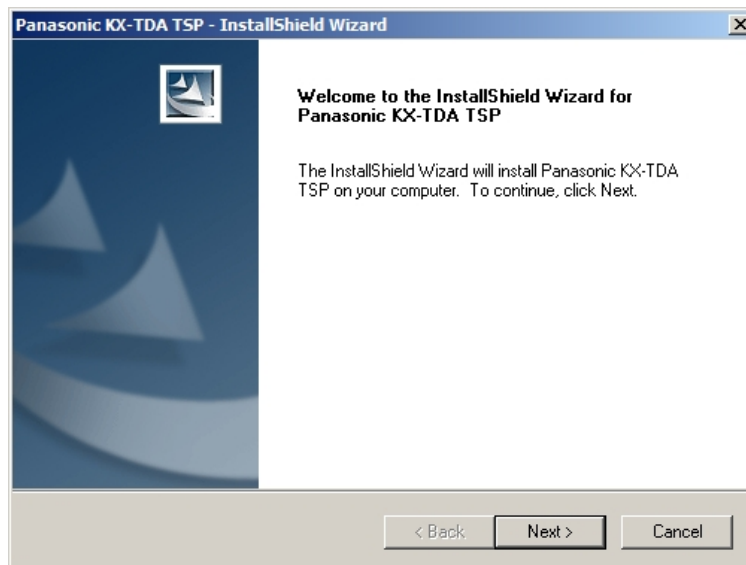 Panasonic KX-TDA TSP - InstallShield Wizard
Welcome to the InstallShield Wizard for
Panasonic KX-TDA TSP
The InstallShield Wizard will install Panasonic KX-TDA
TSP on your computer.  To continue, click Next.
< Back
Next >
Cancel